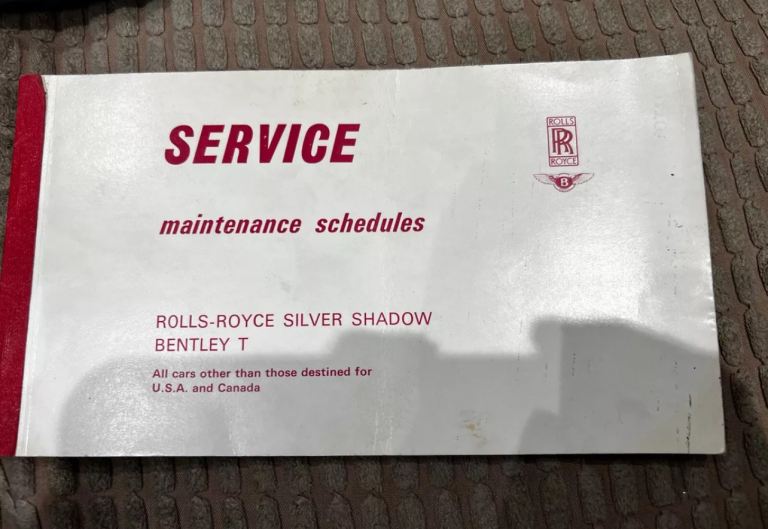 SERVICE
ROLLS
RR
ROYCE
B
maintenance schedules
ROLLS-ROYCE SILVER SHADOW
BENTLEY T
All cars other than those destined for
U.S.A. and Canada